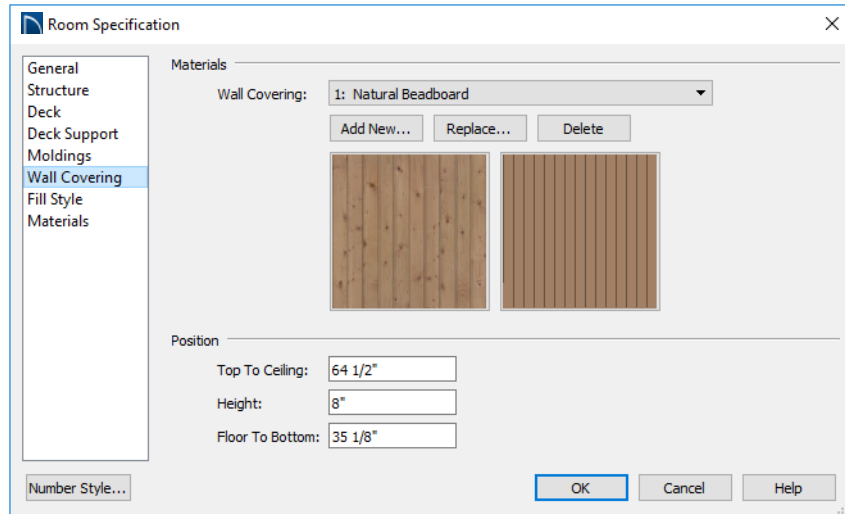 Room Specification
General
Structure
Deck
Deck Support
Moldings
Wall Covering
Fill Style
Materials
Materials
Wall Covering: 1: Natural Beadboard
Add New... Replace... Delete
Position
Top To Ceiling: 64 1/2"
Height: 8"
Floor To Bottom: 35 1/8"
Number Style... OK Cancel Help